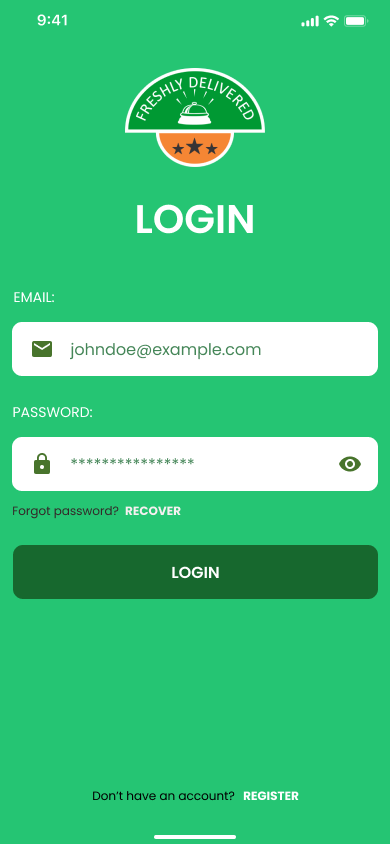 9:41
FRESHLY DELIVERED
LOGIN
EMAIL:
johndoe@example.com
PASSWORD:
****************
Forgot password? RECOVER
LOGIN
Don't have an account? REGISTER